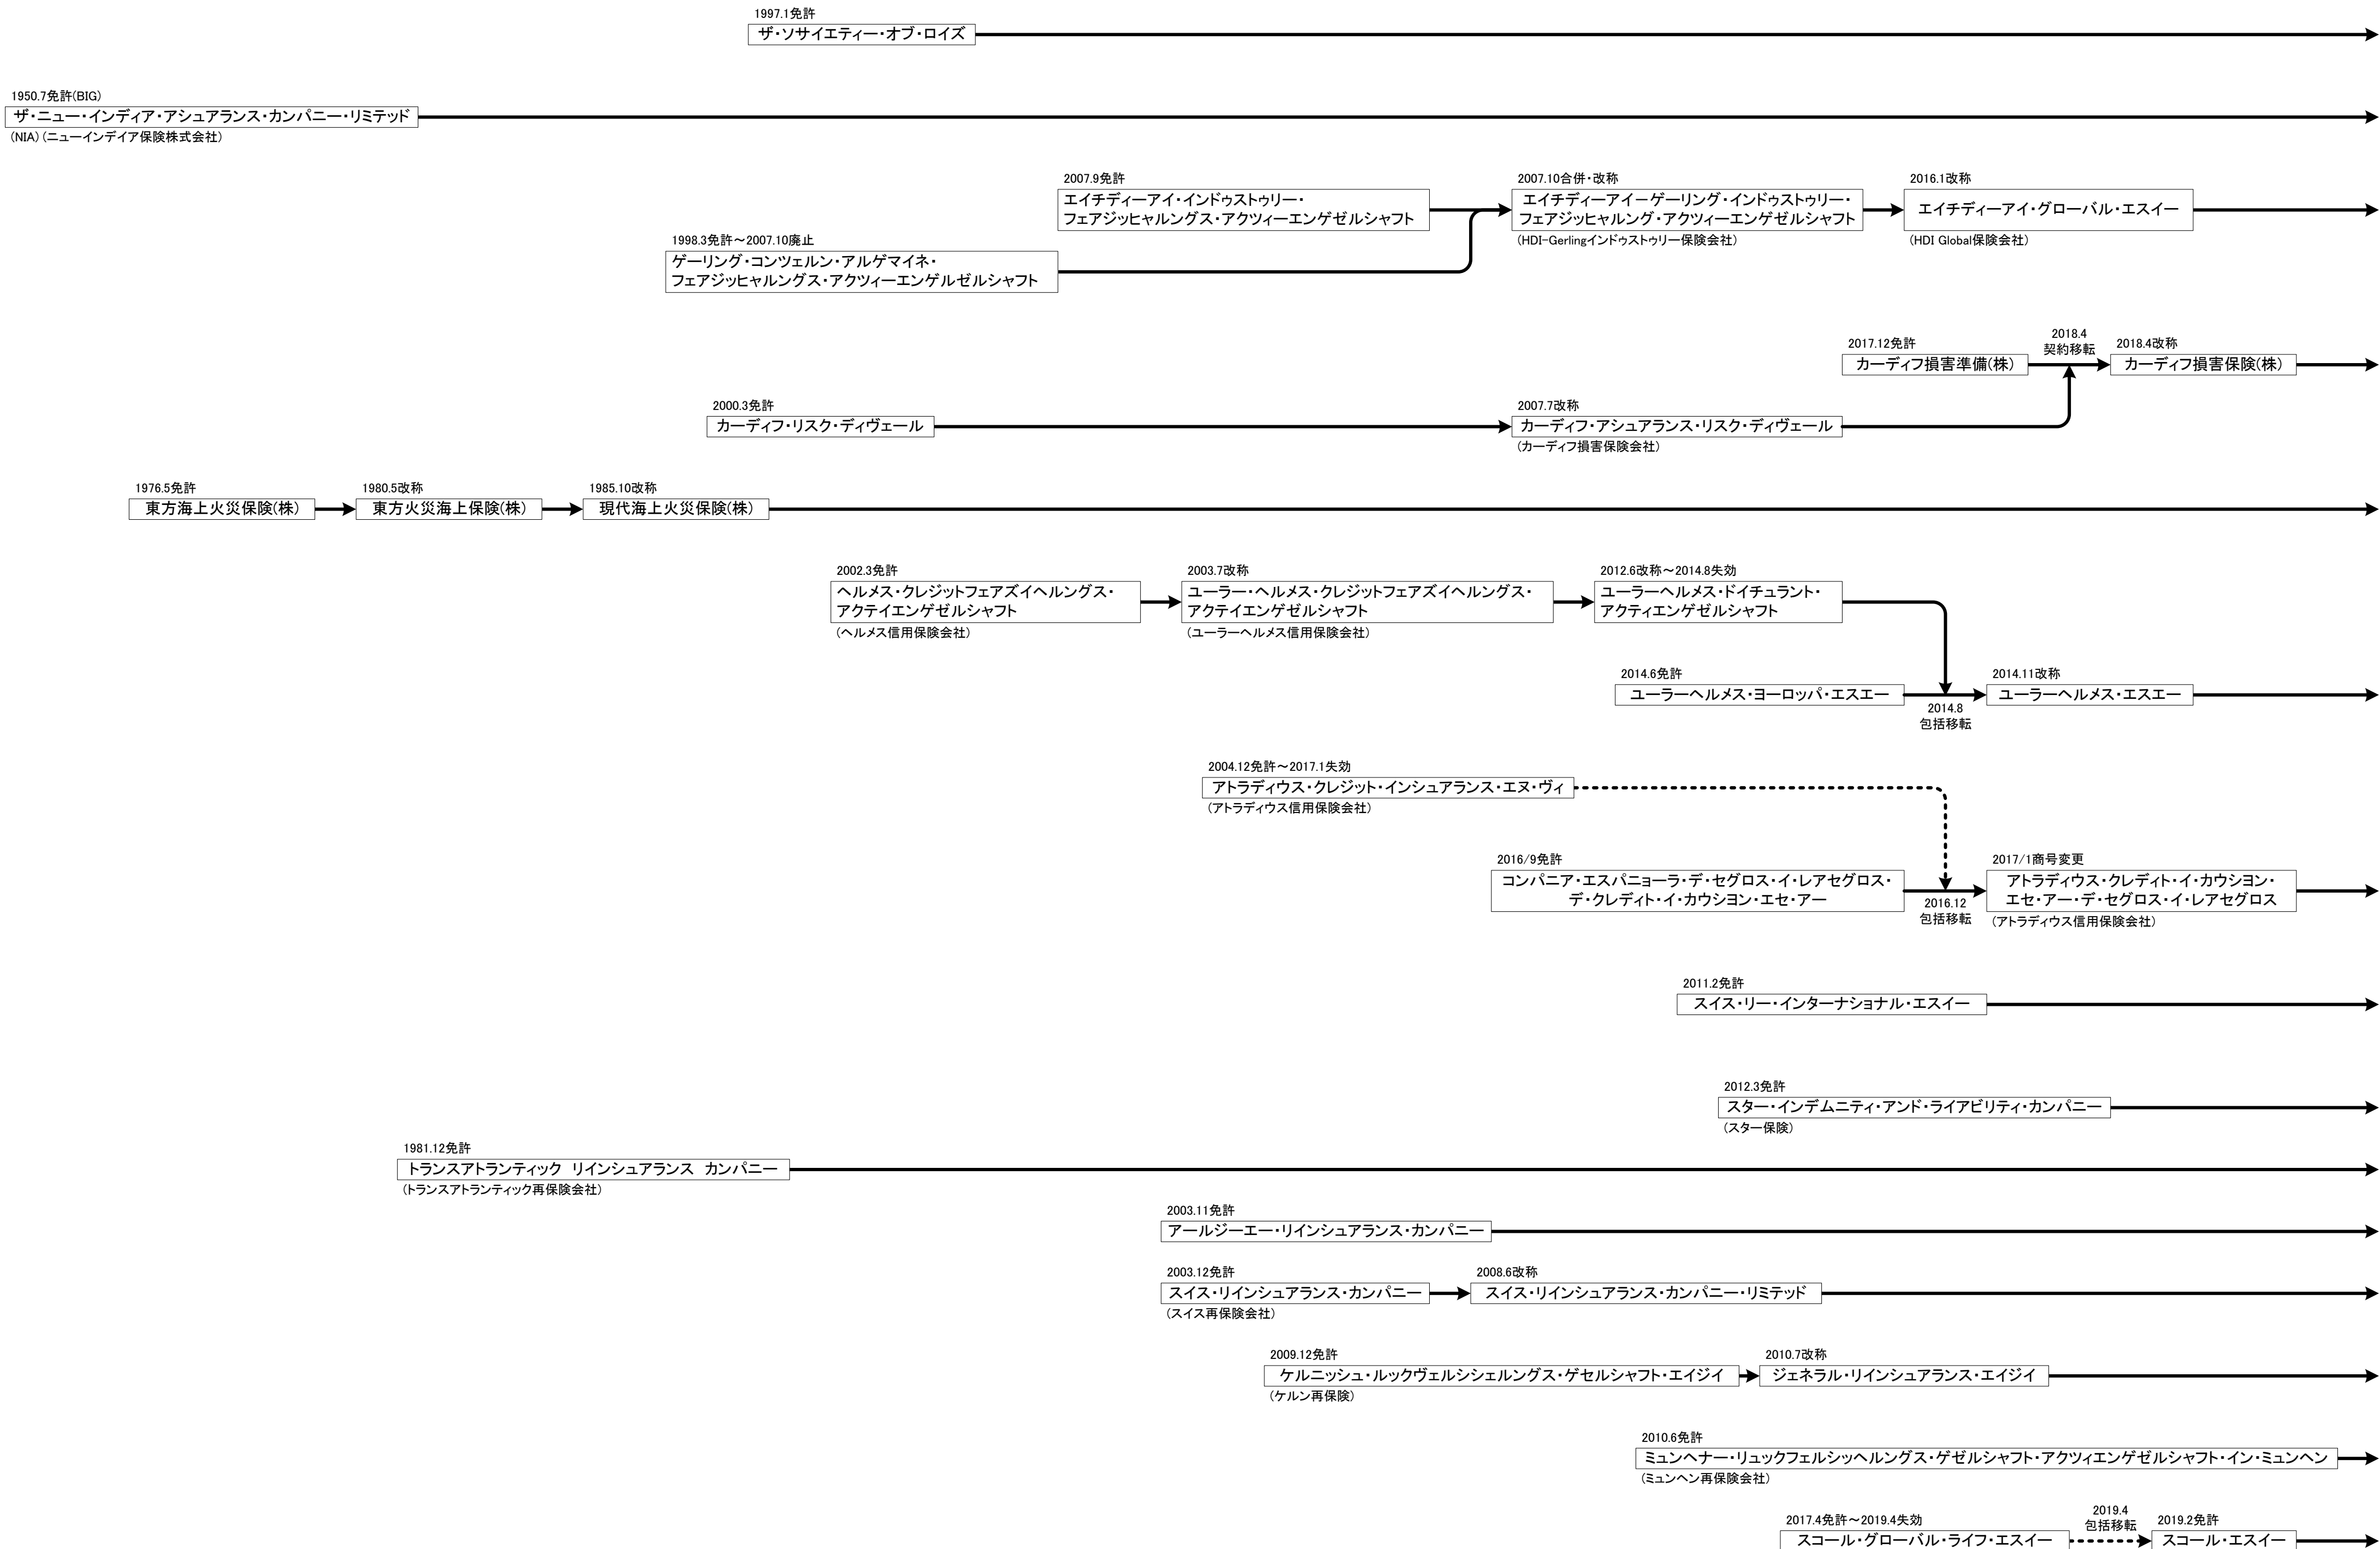 1997.1免許
ザ・ソサイエティー・オブ・ロイズ
1950.7免許(BIG)
ザ・ニュー・インディア・アシュアランス・カンパニー・リミテッド
(NIA)(ニューインデイア保険株式会社)
2007.9免許
エイチディーアイ・インドゥストゥリー・
フェアジッヒャルングス・アクツィーエンゲゼルシャフト
2007.10合併・改称
エイチディーアイーゲーリング・インドゥストゥリー・
フェアジッヒャルング・アクツィーエンゲゼルシャフト
(HDI-Gerlingインドゥストゥリー保険会社)
2016.1改称
エイチディーアイ・グローバル・エスイー
(HDI Global保険会社)
1998.3免許～2007.10廃止
ゲーリング・コンツェルン・アルゲマイネ・
フェアジッヒャルングス・アクツィーエンゲルゼルシャフト
2017.12免許
カーディフ損害準備(株)
2018.4
契約移転
2018.4改称
カーディフ損害保険(株)
2000.3免許
カーディフ・リスク・ディヴェール
2007.7改称
カーディフ・アシュアランス・リスク・ディヴェール
(カーディフ損害保険会社)
1976.5免許
東方海上火災保険(株)
1980.5改称
東方火災海上保険(株)
1985.10改称
現代海上火災保険(株)
2002.3免許
ヘルメス・クレジットフェアズイヘルングス・
アクテイエンゲゼルシャフト
(ヘルメス信用保険会社)
2003.7改称
ユーラー・ヘルメス・クレジットフェアズイヘルングス・
アクテイエンゲゼルシャフト
(ユーラーヘルメス信用保険会社)
2012.6改称～2014.8失効
ユーラーヘルメス・ドイチュラント・
アクティエンゲゼルシャフト
2014.6免許
ユーラーヘルメス・ヨーロッパ・エスエー
2014.8
包括移転
2014.11改称
ユーラーヘルメス・エスエー
2004.12免許～2017.1失効
アトラディウス・クレジット・インシュアランス・エヌ・ヴィ
(アトラディウス信用保険会社)
2016/9免許
コンパニア・エスパニョーラ・デ・セグロス・イ・レアセグロス・
デ・クレディト・イ・カウシヨン・エセ・アー
2016.12
包括移転
2017/1商号変更
アトラディウス・クレディト・イ・カウシヨン・
エセ・アー・デ・セグロス・イ・レアセグロス
(アトラディウス信用保険会社)
2011.2免許
スイス・リー・インターナショナル・エスイー
2012.3免許
スター・インデムニティ・アンド・ライアビリティ・カンパニー
(スター保険)
1981.12免許
トランスアトランティック　リインシュアランス　カンパニー
(トランスアトランティック再保険会社)
2003.11免許
アールジーエー・リインシュアランス・カンパニー
2003.12免許
スイス・リインシュアランス・カンパニー
(スイス再保険会社)
2008.6改称
スイス・リインシュアランス・カンパニー・リミテッド
2009.12免許
ケルニッシュ・ルックヴェルシシェルングス・ゲセルシャフト・エイジイ
(ケルン再保険)
2010.7改称
ジェネラル・リインシュアランス・エイジイ
2010.6免許
ミュンヘナー・リュックフェルシッヘルングス・ゲゼルシャフト・アクツィエンゲゼルシャフト・イン・ミュンヘン
(ミュンヘン再保険会社)
2017.4免許～2019.4失効
スコール・グローバル・ライフ・エスイー
2019.4
包括移転
2019.2免許
スコール・エスイー